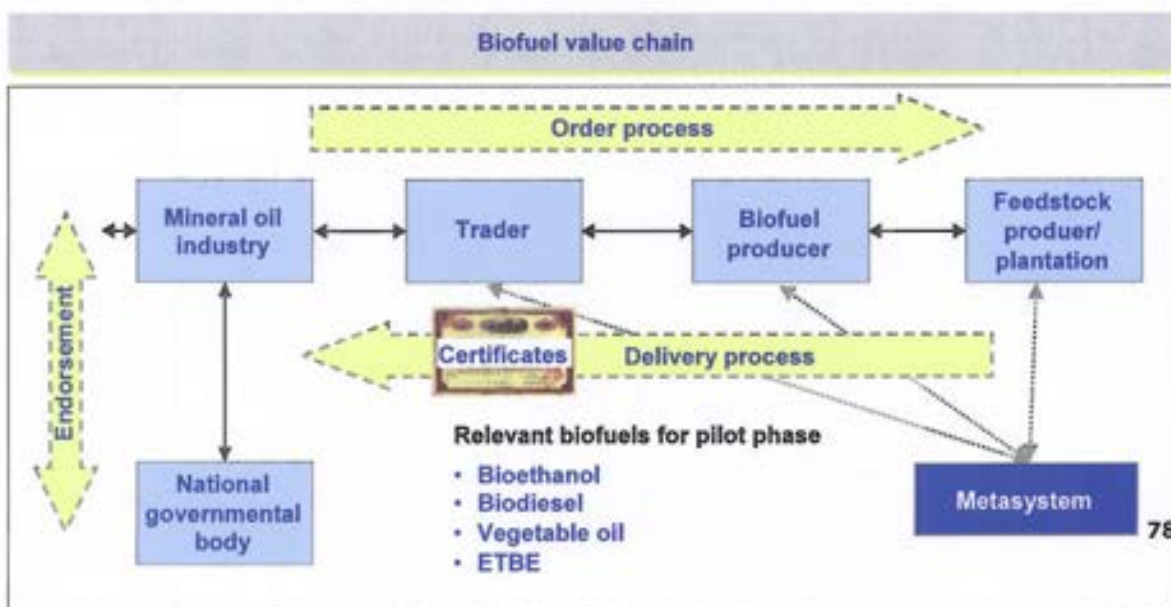 Biofuel value chain
Order process
Mineral oil
industry
Trader
Biofuel
producer
Feedstock
produer/
plantation
Endorsement
Certificates
Delivery process
Relevant biofuels for pilot phase
• Bioethanol
• Biodiesel
• Vegetable oil
• ETBE
National
governmental
body
Metasystem
78